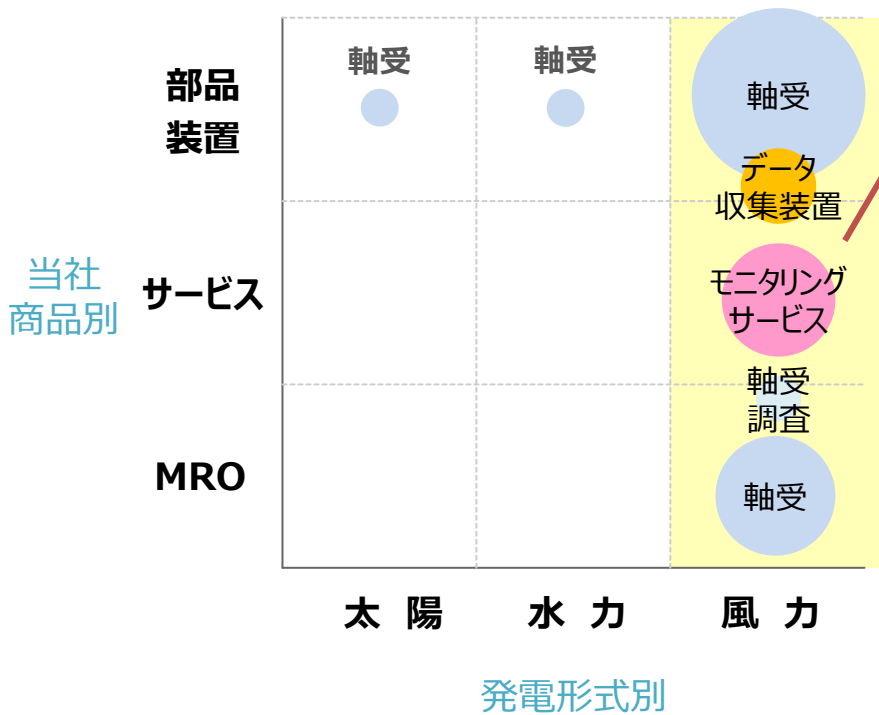 部品
装置
軸受
軸受
軸受
データ
収集装置
当社
商品別
サービス
モニタリング
サービス
軸受
調査
MRO
軸受
太 陽
水 力
風 力
発電形式別